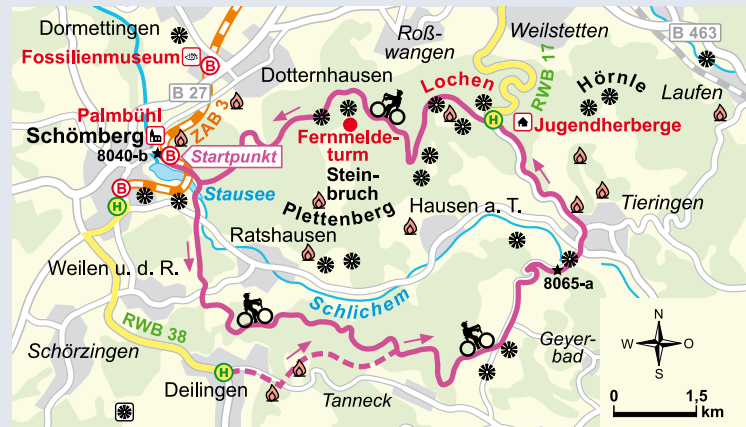 Dormettingen
Fossilienmuseum
B
B 27
ZAB 3
Palmbühl
Schömberg
8040-b
B
Startpunkt
B
H
Stausee
Weilen u. d. R.
RWB 38
Schörzingen
H
Deilingen
Tanneck
Roß-
wangen
Weilstetten
B 463
Dotternhausen
Lochen
RWB 17
Hörnle
Laufen
H
Jugendherberge
Fernmelde-
turm
Stein-
bruch
Plettenberg
Hausen a. T.
Tieringen
Ratshausen
Schlichem
8065-a
Geyer-
bad
N
W
O
S
0
1,5
km